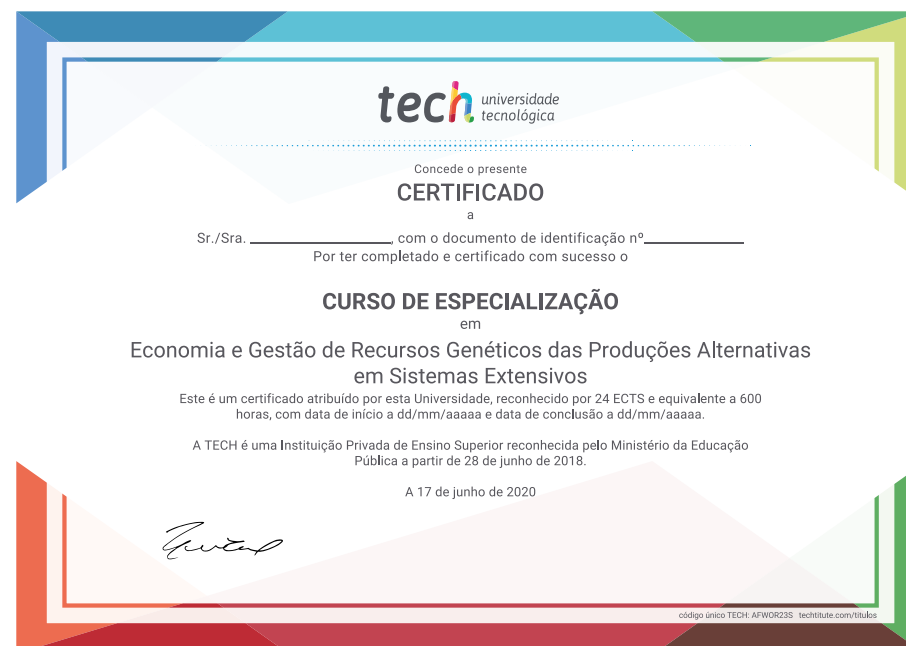 tech universidade
tecnológica
Concede o presente
CERTIFICADO
a
Sr./Sra. ________________, com o documento de identificação nº____________
Por ter completado e certificado com sucesso o
CURSO DE ESPECIALIZAÇÃO
em
Economia e Gestão de Recursos Genéticos das Produções Alternativas
em Sistemas Extensivos
Este é um certificado atribuído por esta Universidade, reconhecido por 24 ECTS e equivalente a 600
horas, com data de início a dd/mm/aaaaa e data de conclusão a dd/mm/aaaaa.
A TECH é uma Instituição Privada de Ensino Superior reconhecida pelo Ministério da Educação
Pública a partir de 28 de junho de 2018.
A 17 de junho de 2020
código único TECH: AFWOR23S techtitute.com/titulos